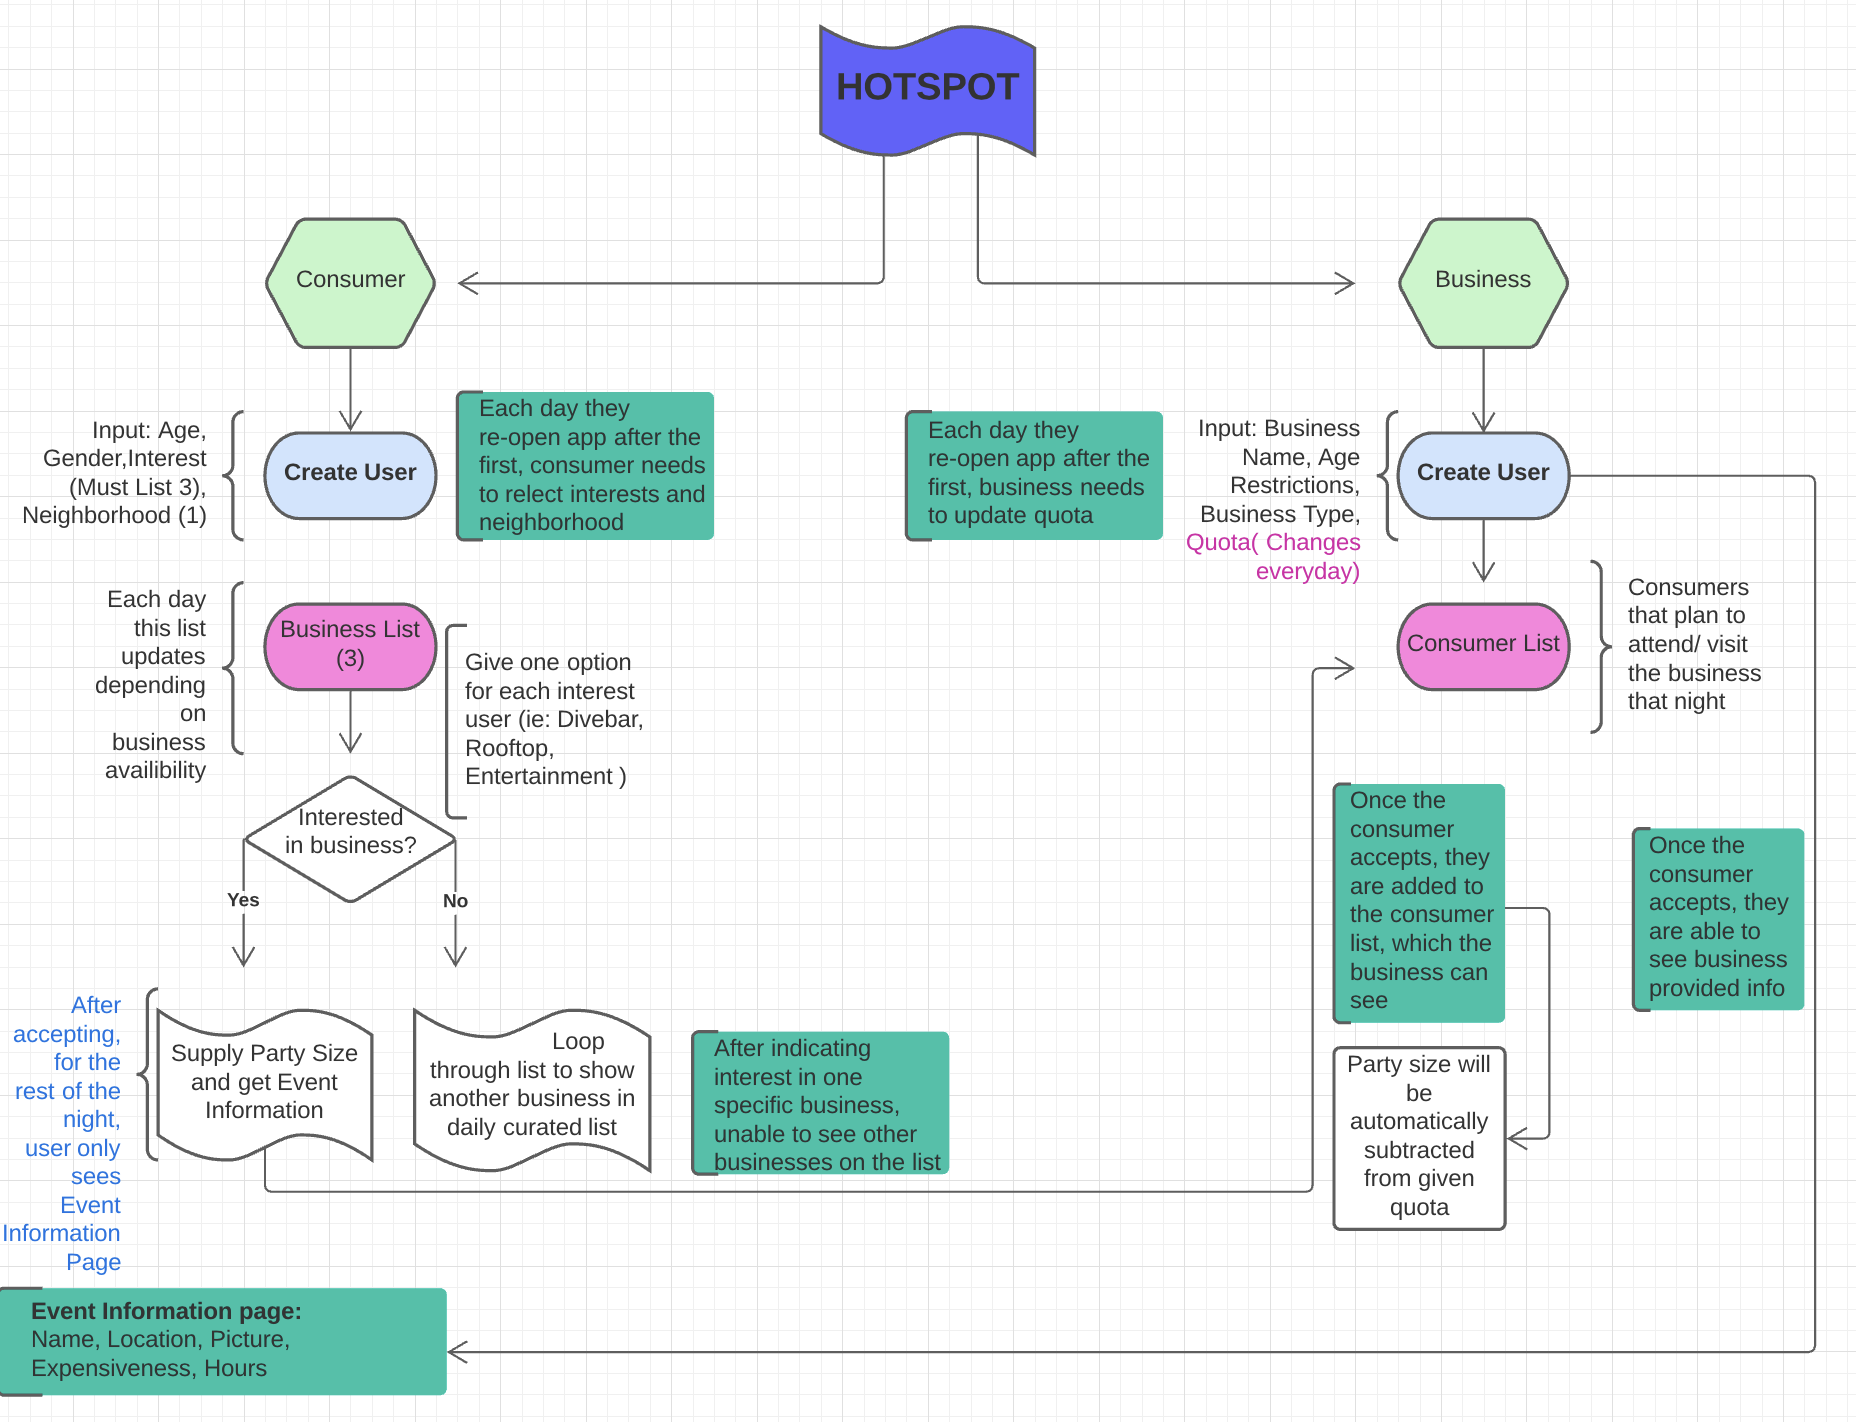 HOTSPOT
Consumer
Business
Input: Age,
Gender,Interest
(Must List 3),
Neighborhood (1)
Create User
Each day they
re-open app after the
first, consumer needs
to relect interests and
neighborhood
Each day they
re-open app after the
first, business needs
to update quota
Input: Business
Name, Age
Restrictions,
Business Type,
Quota( Changes
everyday)
Create User
Each day
this list
updates
depending
on
business
availibility
Business List
(3)
Give one option
for each interest
user (ie: Divebar,
Rooftop,
Entertainment )
Consumer List
Consumers
that plan to
attend/ visit
the business
that night
Interested
in business?
Yes
No
Once the
consumer
accepts, they
are added to
the consumer
list, which the
business can
see
Once the
consumer
accepts, they
are able to
see business
provided info
After
accepting,
for the
rest of the
night,
user only
sees
Event
Information
Page
Supply Party Size
and get Event
Information
Loop
through list to show
another business in
daily curated list
After indicating
interest in one
specific business,
unable to see other
businesses on the list
Party size will
be
automatically
subtracted
from given
quota
Event Information page:
Name, Location, Picture,
Expensiveness, Hours